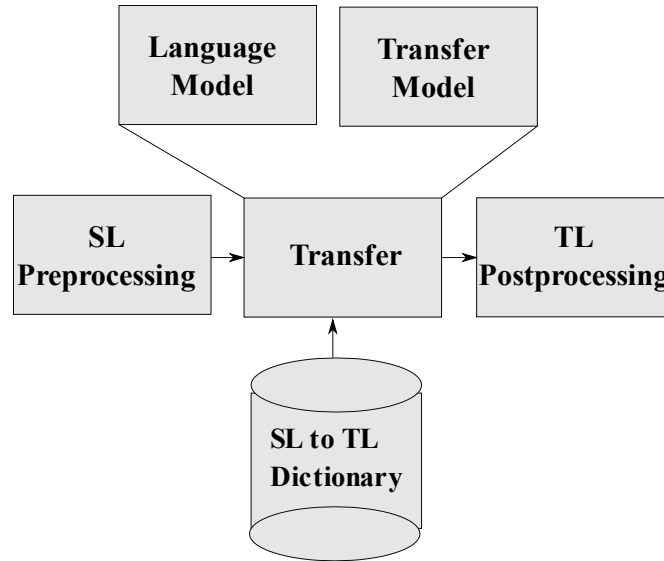 Language
Model
Transfer
Model
SL
Preprocessing
Transfer
TL
Postprocessing
SL to TL
Dictionary